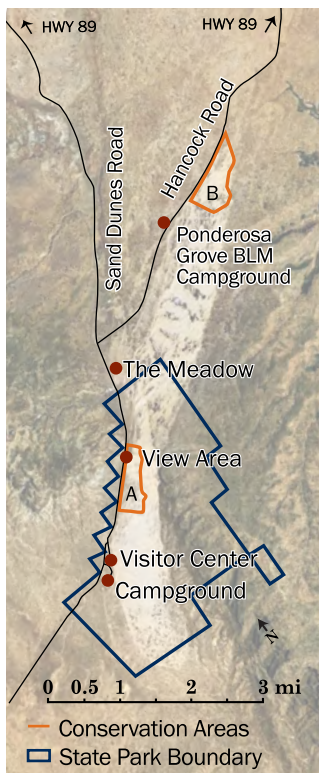 HWY 89
HWY 89
Sand Dunes Road
Hancock Road
B
Ponderosa
Grove BLM
Campground
The Meadow
View Area
A
Visitor Center
Campground
N
0 0.5 1 2 3 mi
Conservation Areas
State Park Boundary